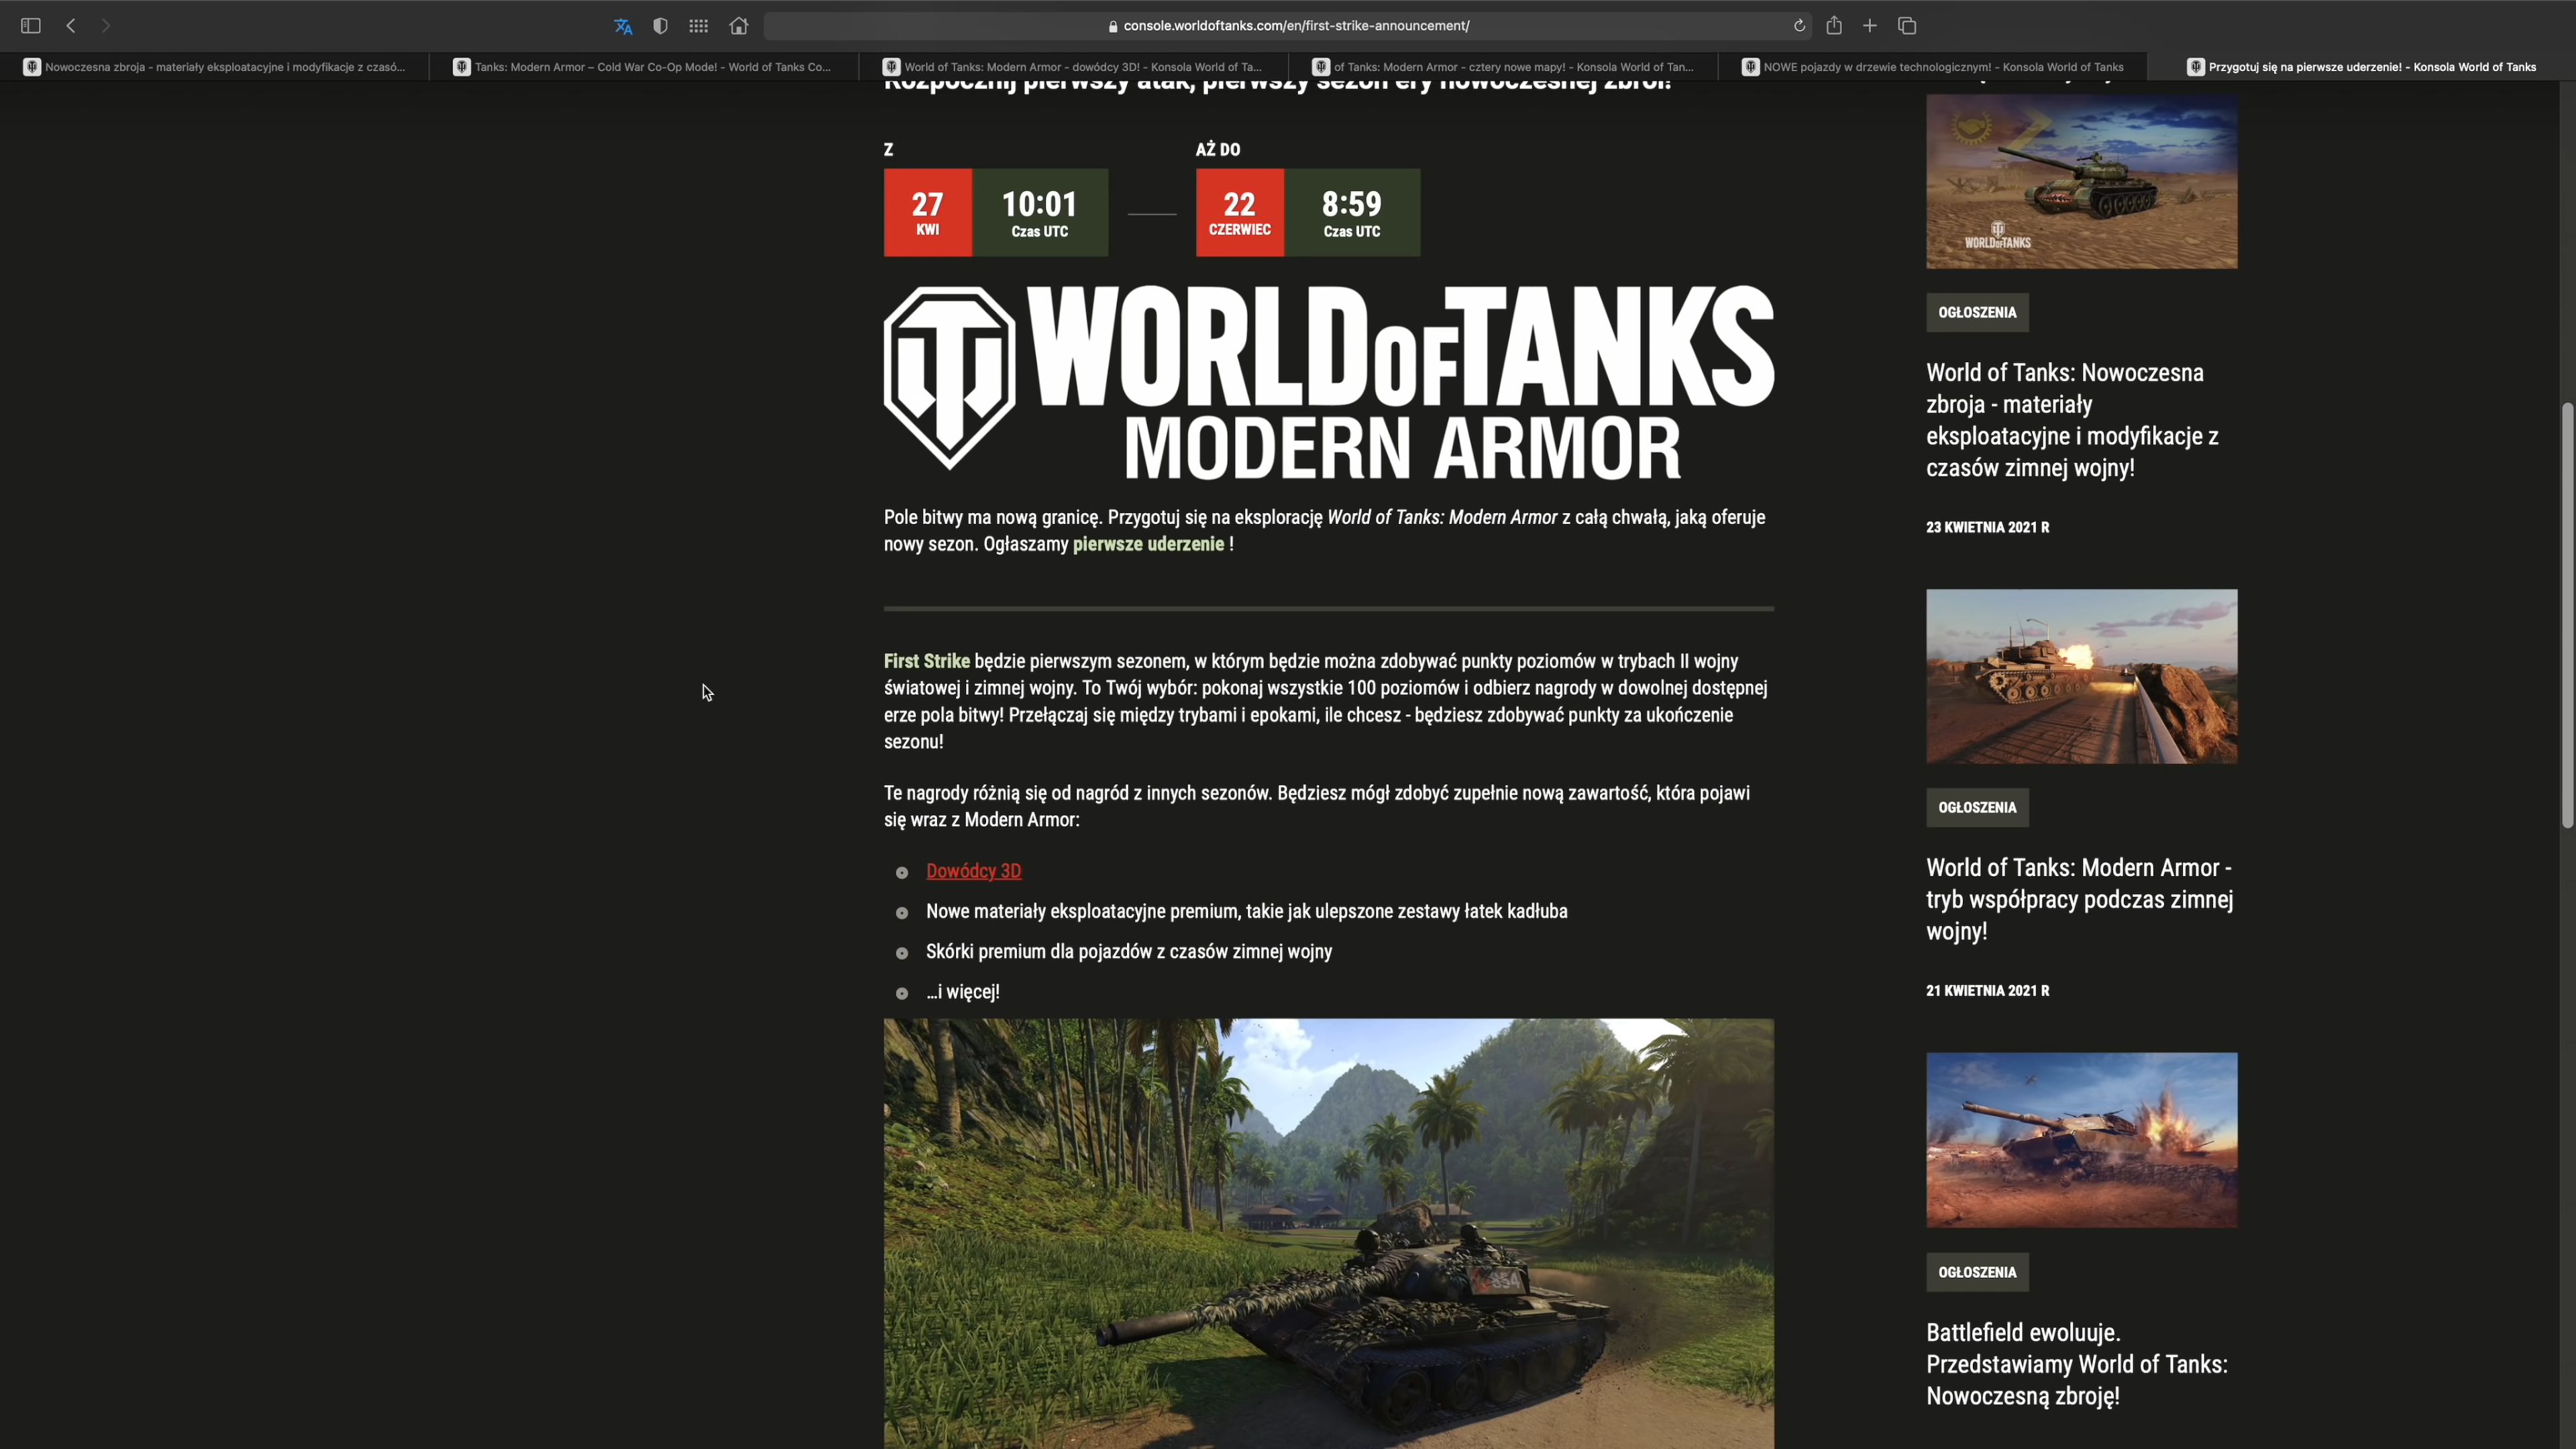 console.worldoftanks.com/en/first-strike-announcement/
Nowoczesna zbroja - materiały eksploatacyjne i modyfikacje z czasó...
Tanks: Modern Armor – Cold War Co-Op Mode! - World of Tanks Co...
World of Tanks: Modern Armor - dowódcy 3D! - Konsola World of Ta...
of Tanks: Modern Armor - cztery nowe mapy! - Konsola World of Tan...
NOWE pojazdy w drzewie technologicznym! - Konsola World of Tanks
Przygotuj się na pierwsze uderzenie! - Konsola World of Tanks
Rozpocznij pierwszy atak, pierwszy sezon ery nowoczesnej zbroi!
Z
AŻ DO
27
KWI
10:01
Czas UTC
22
CZERWIEC
8:59
Czas UTC
WORLD OF TANKS
MODERN ARMOR
Pole bitwy ma nową granicę. Przygotuj się na eksplorację World of Tanks: Modern Armor z całą chwałą, jaką oferuje
nowy sezon. Ogłaszamy pierwsze uderzenie !
First Strike będzie pierwszym sezonem, w którym będzie można zdobywać punkty poziomów w trybach II wojny
światowej i zimnej wojny. To Twój wybór: pokonaj wszystkie 100 poziomów i odbierz nagrody w dowolnej dostępnej
erze pola bitwy! Przełączaj się między trybami i epokami, ile chcesz - będziesz zdobywać punkty za ukończenie
sezonu!
Te nagrody różnią się od nagród z innych sezonów. Będziesz mógł zdobyć zupełnie nową zawartość, która pojawi
się wraz z Modern Armor:
Dowódcy 3D
Nowe materiały eksploatacyjne premium, takie jak ulepszone zestawy łatek kadłuba
Skórki premium dla pojazdów z czasów zimnej wojny
...i więcej!
854
WORLD OF TANKS
OGŁOSZENIA
World of Tanks: Nowoczesna
zbroja - materiały
eksploatacyjne i modyfikacje z
czasów zimnej wojny!
23 KWIETNIA 2021 R
OGŁOSZENIA
World of Tanks: Modern Armor -
tryb współpracy podczas zimnej
wojny!
21 KWIETNIA 2021 R
OGŁOSZENIA
Battlefield ewoluuje.
Przedstawiamy World of Tanks:
Nowoczesną zbroję!